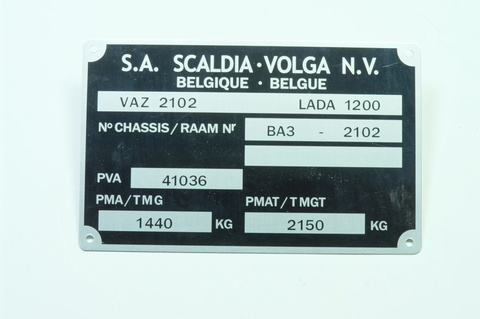 S.A. SCALDIA·VOLGA N.V.
BELGIQUE · BELGUE
VAZ 2102 LADA 1200
No CHASSIS/RAAM Nr BA3 - 2102
PVA 41036
PMA/TMG PMAT/TMGT
1440 KG 2150 KG